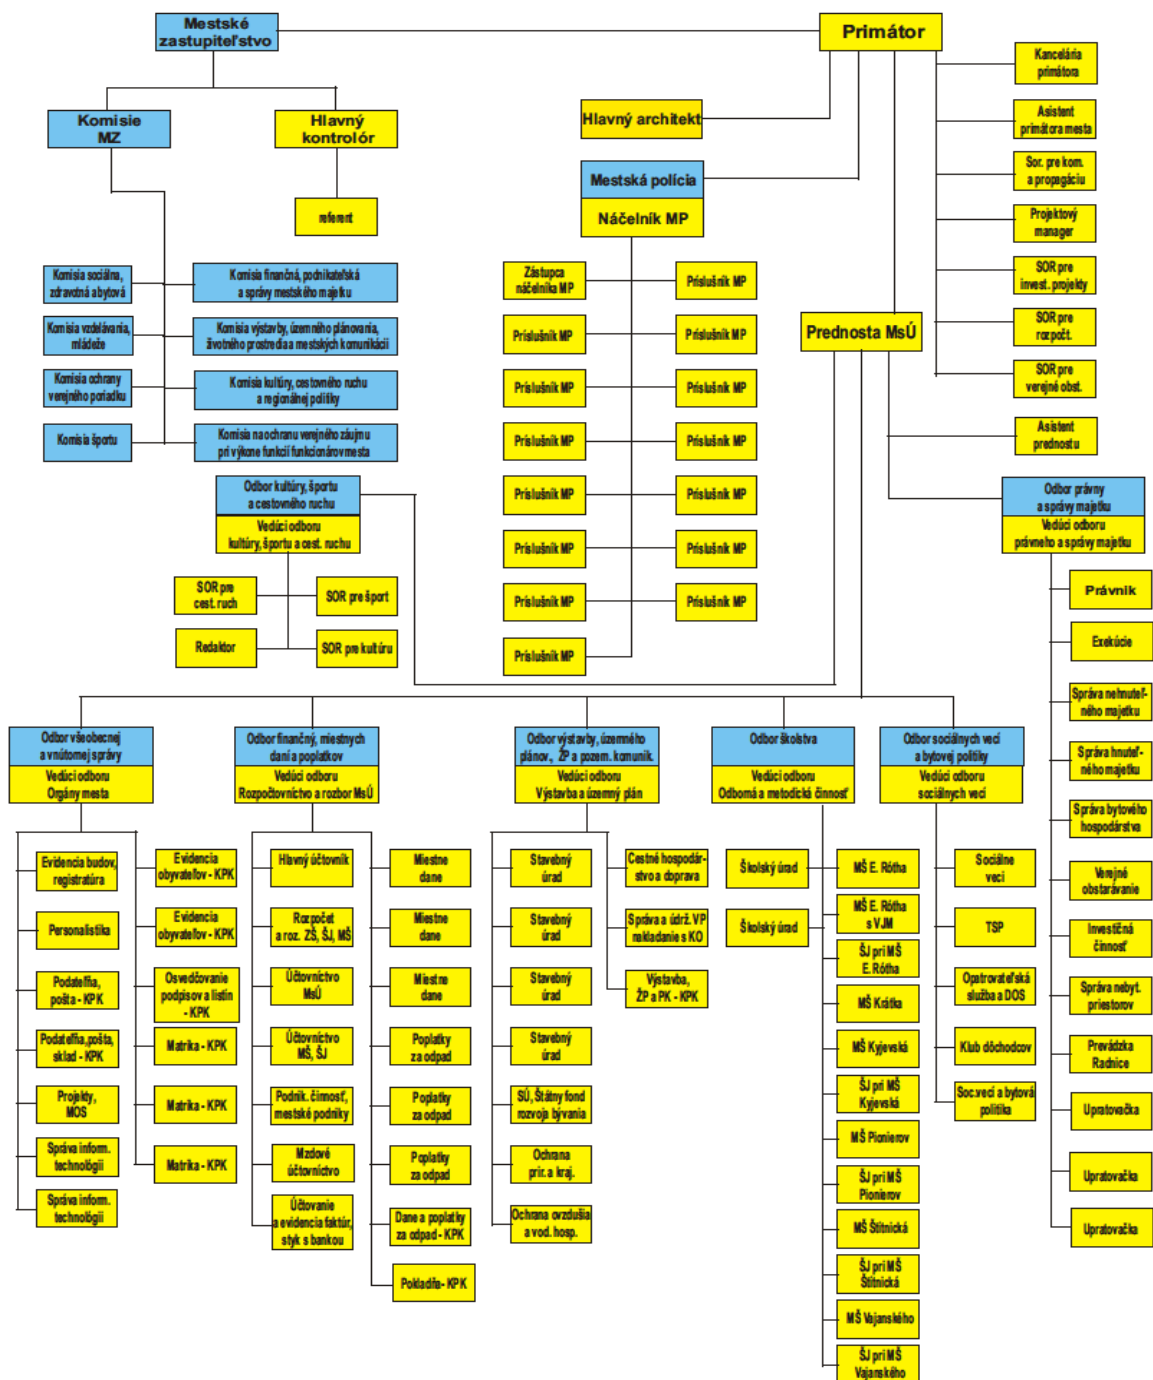 Mestské
zastupiteľstvo
Primátor
Kancelária
primátora
Komisie
MZ
Hlavný
kontrolór
Hlavný architekt
Asistent
primátora mesta
Sor. pre kom.
a propagáciu
Mestská polícia
Náčelník MP
referent
Projektový
manager
Komisia sociálna,
zdravotná a bytová
Komisia finančná, podnikateľská
a správy mestského majetku
Zástupca
náčelníka MP
Príslušník MP
SOR pre
invest. projekty
Komisia vzdelávania,
mládeže
Komisia výstavby, územného plánovania,
životného prostredia a mestských komunikácií
Príslušník MP
Príslušník MP
Prednosta MsÚ
SOR pre
rozpočt.
Komisia ochrany
verejného poriadku
Komisia kultúry, cestovného ruchu
a regionálnej politiky
Príslušník MP
Príslušník MP
SOR pre
verejné obst.
Komisia športu
Komisia na ochranu verejného záujmu
pri výkone funkcií funkcionárov mesta
Príslušník MP
Príslušník MP
Asistent
prednostu
Odbor kultúry, športu
a cestovného ruchu
Vedúci odboru
kultúry, športu a cest. ruchu
Príslušník MP
Príslušník MP
Odbor právny
a správy majetku
Vedúci odboru
právneho a správy majetku
Príslušník MP
Príslušník MP
SOR pre
cest. ruch
SOR pre šport
Príslušník MP
Príslušník MP
Právnik
Redaktor
SOR pre kultúru
Príslušník MP
Exekúcie
Správa nehnuteľ-
ného majetku
Správa hnuteľ-
ného majetku
Správa bytového
hospodárstva
Verejné
obstarávanie
Investičná
činnosť
Správa nebyt.
priestorov
Prevádzka
Radnice
Upratovačka
Upratovačka
Upratovačka
Odbor všeobecnej
a vnútornej správy
Vedúci odboru
Orgány mesta
Evidencia budov,
registratúra
Evidencia
obyvateľov - KPK
Personalistika
Evidencia
obyvateľov - KPK
Podateľňa,
pošta - KPK
Osvedčovanie
podpisov a listín
- KPK
Podateľňa,pošta,
sklad - KPK
Matrika - KPK
Projekty,
MOS
Matrika - KPK
Správa inform.
technológii
Matrika - KPK
Správa inform.
technológii
Odbor finančný, miestnych
daní a poplatkov
Vedúci odboru
Rozpočtovníctvo a rozbor MsÚ
Hlavný účtovník
Miestne
dane
Rozpočet
a roz. ZŠ, ŠJ, MŠ
Miestne
dane
Účtovníctvo
MsÚ
Miestne
dane
Účtovníctvo
MŠ, ŠJ
Poplatky
za odpad
Podnik. činnosť,
mestské podniky
Poplatky
za odpad
Mzdové
účtovníctvo
Poplatky
za odpad
Účtovanie
a evidencia faktúr,
styk s bankou
Dane a poplatky
za odpad - KPK
Pokladňa- KPK
Odbor výstavby, územného
plánov., ŽP a pozem. komunik.
Vedúci odboru
Výstavba a územný plán
Stavebný
úrad
Cestné hospodár-
stvo a doprava
Stavebný
úrad
Správa a údrž. VP
nakladanie s KO
Stavebný
úrad
Výstavba,
ŽP a PK - KPK
Stavebný
úrad
SÚ, Štátny fond
rozvoja bývania
Ochrana
prír. a kraj.
Ochrana ovzdušia
a vod. hosp.
Odbor školstva
Vedúci odboru
Odborná a metodická činnosť
Školský úrad
MŠ E. Rótha
Školský úrad
MŠ E. Rótha
s VJM
ŠJ pri MŠ
E. Rótha
MŠ Krátka
MŠ Kyjevská
ŠJ pri MŠ
Kyjevská
MŠ Pionierov
ŠJ pri MŠ
Pionierov
MŠ Štítnická
ŠJ pri MŠ
Štítnická
MŠ Vajanského
ŠJ pri MŠ
Vajanského
Odbor sociálnych vecí
a bytovej politiky
Vedúci odboru
sociálnych vecí
Sociálne
veci
TSP
Opatrovateľská
služba a DOS
Klub dôchodcov
Soc.veci a bytová
politika